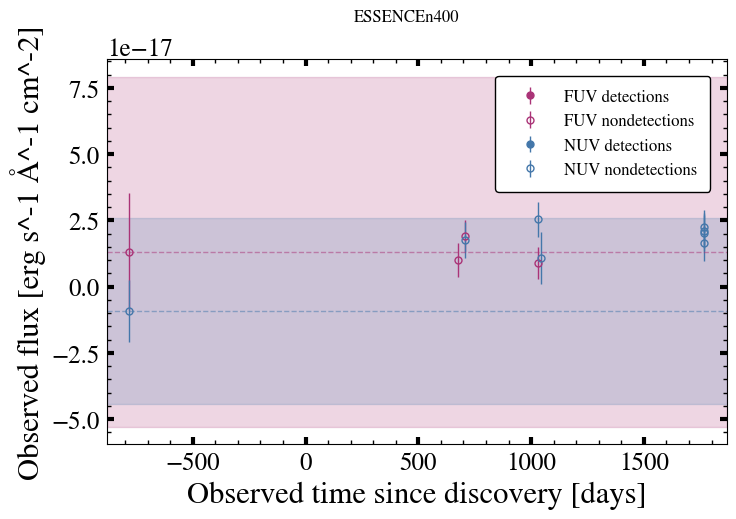 ESSENCEn400
1e−17
Observed flux [erg s^-1 Å^-1 cm^-2]
7.5
5.0
2.5
0.0
−2.5
−5.0
FUV detections
FUV nondetections
NUV detections
NUV nondetections
−500
0
500
1000
1500
Observed time since discovery [days]